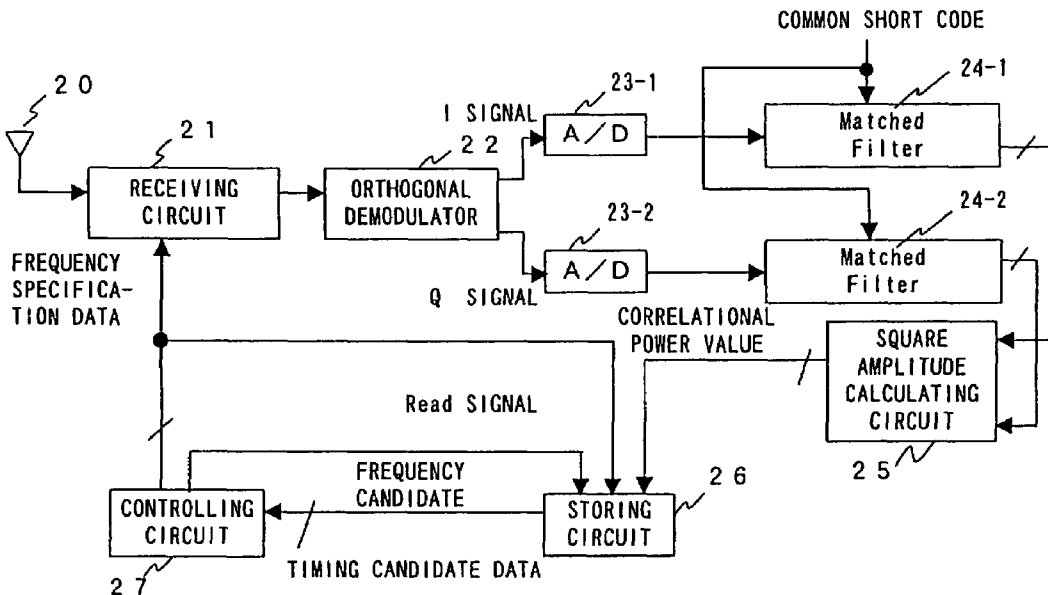 COMMON SHORT CODE
20
21
RECEIVING
CIRCUIT
22
ORTHOGONAL
DEMODULATOR
I SIGNAL
23-1
A/D
24-1
Matched
Filter
23-2
A/D
Q SIGNAL
24-2
Matched
Filter
FREQUENCY
SPECIFICA-
TION DATA
CORRELATIONAL
POWER VALUE
SQUARE
AMPLITUDE
CALCULATING
CIRCUIT
25
Read SIGNAL
FREQUENCY
CANDIDATE
26
STORING
CIRCUIT
CONTROLLING
CIRCUIT
27
TIMING CANDIDATE DATA